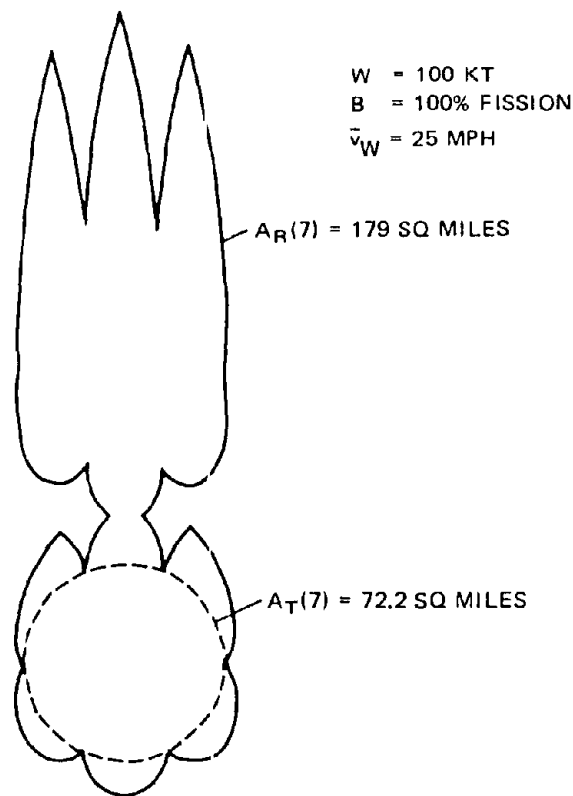 W = 100 KT
B = 100% FISSION
v̄W = 25 MPH
AR(7) = 179 SQ MILES
AT(7) = 72.2 SQ MILES